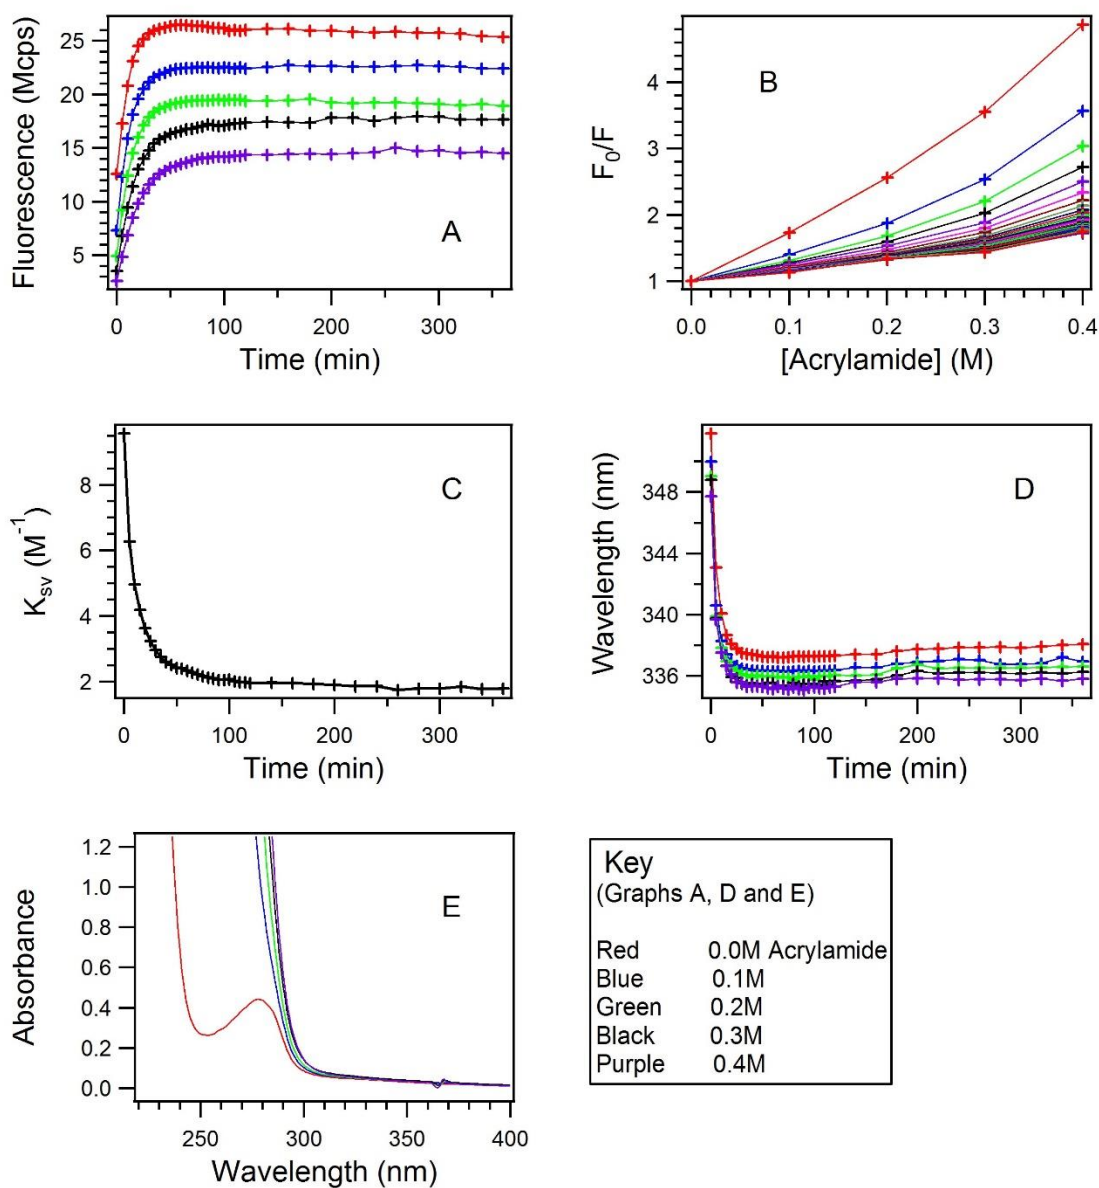 25
20
15
10
5
Fluorescence (Mcps)
A
0 100 200 300
Time (min)
4
3
2
1
F₀/F
B
0.0 0.1 0.2 0.3 0.4
[Acrylamide] (M)
8
6
4
2
Kₛᵥ (M⁻¹)
C
0 100 200 300
Time (min)
348
344
340
336
Wavelength (nm)
D
0 100 200 300
Time (min)
1.2
1.0
0.8
0.6
0.4
0.2
0.0
Absorbance
E
250 300 350 400
Wavelength (nm)
Key
(Graphs A, D and E)
Red 0.0M Acrylamide
Blue 0.1M
Green 0.2M
Black 0.3M
Purple 0.4M